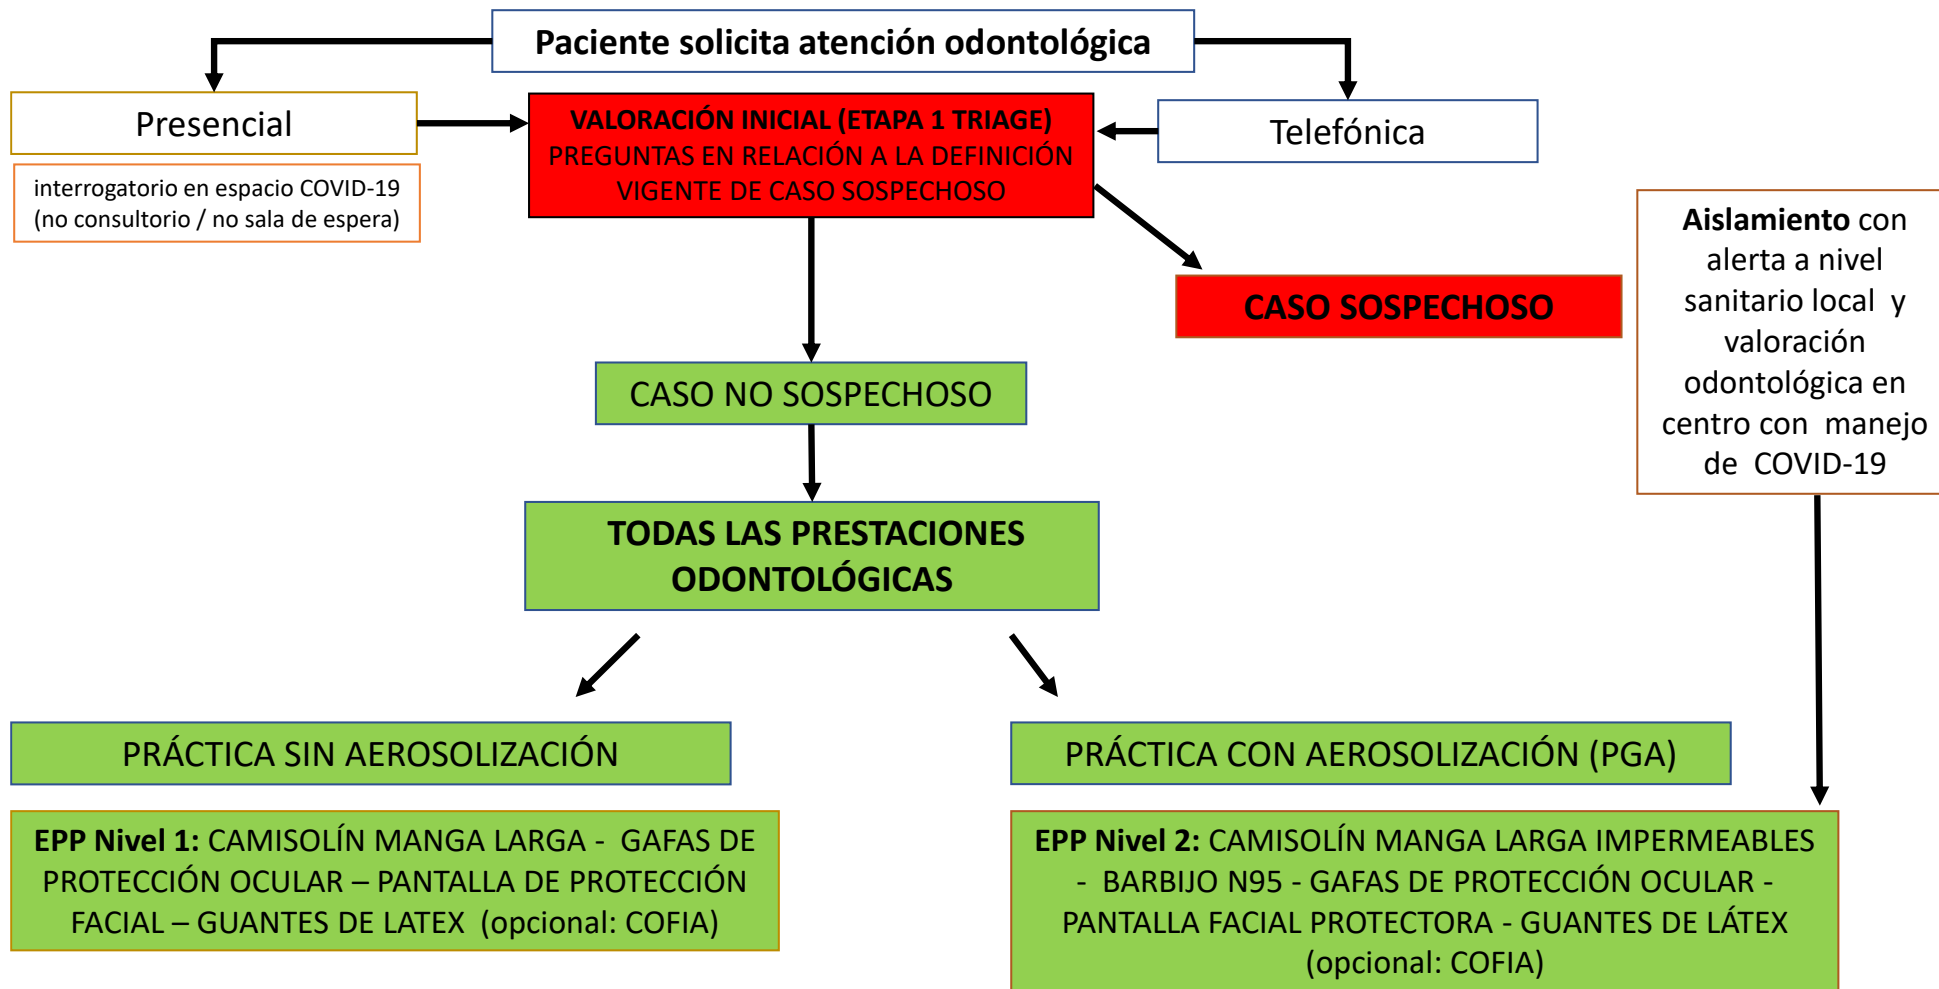 Paciente solicita atención odontológica
Presencial
VALORACIÓN INICIAL (ETAPA 1 TRIAGE)
PREGUNTAS EN RELACIÓN A LA DEFINICIÓN
VIGENTE DE CASO SOSPECHOSO
Telefónica
interrogatorio en espacio COVID-19
(no consultorio / no sala de espera)
Aislamiento con
alerta a nivel
sanitario local y
valoración
odontológica en
centro con manejo
de COVID-19
CASO SOSPECHOSO
CASO NO SOSPECHOSO
TODAS LAS PRESTACIONES
ODONTOLÓGICAS
PRÁCTICA SIN AEROSOLIZACIÓN
PRÁCTICA CON AEROSOLIZACIÓN (PGA)
EPP Nivel 1: CAMISOLÍN MANGA LARGA - GAFAS DE
PROTECCIÓN OCULAR – PANTALLA DE PROTECCIÓN
FACIAL – GUANTES DE LATEX (opcional: COFIA)
EPP Nivel 2: CAMISOLÍN MANGA LARGA IMPERMEABLES
- BARBIJO N95 - GAFAS DE PROTECCIÓN OCULAR -
PANTALLA FACIAL PROTECTORA - GUANTES DE LÁTEX
(opcional: COFIA)